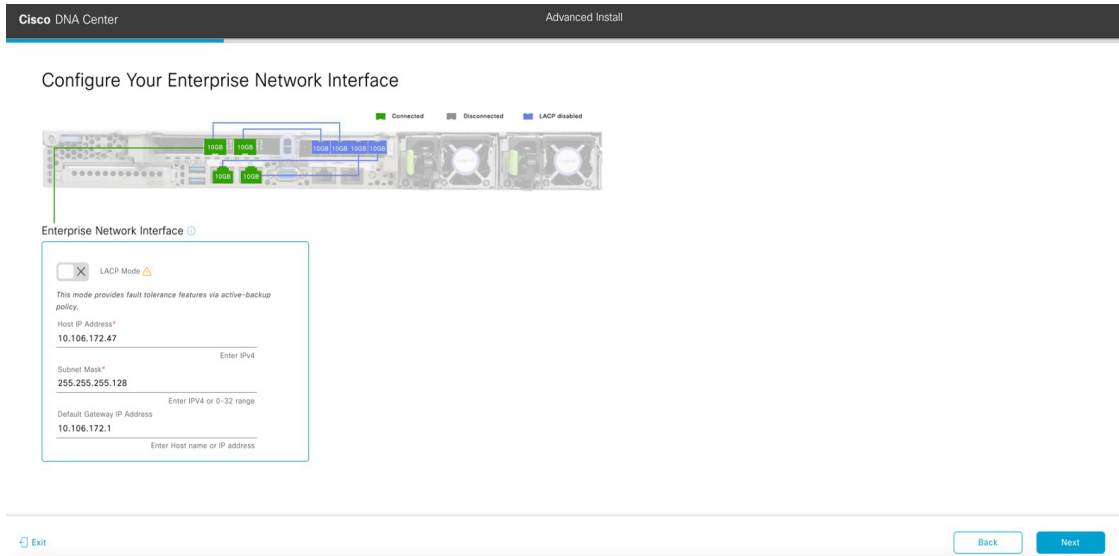 Cisco DNA Center
Advanced Install
Configure Your Enterprise Network Interface
Connected Disconnected LACP disabled
10GB 10GB 10GB 10GB 10GB 10GB
10GB 10GB
Enterprise Network Interface
LACP Mode
This mode provides fault tolerance features via active-backup
policy.
Host IP Address*
10.106.172.47
Enter IPv4
Subnet Mask*
255.255.255.128
Enter IPV4 or 0-32 range
Default Gateway IP Address
10.106.172.1
Enter Host name or IP address
Exit
Back
Next